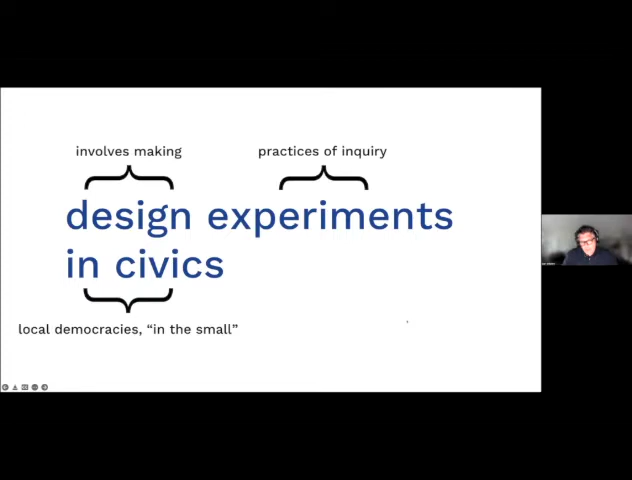 involves making
practices of inquiry
design experiments
in civics
local democracies, “in the small”